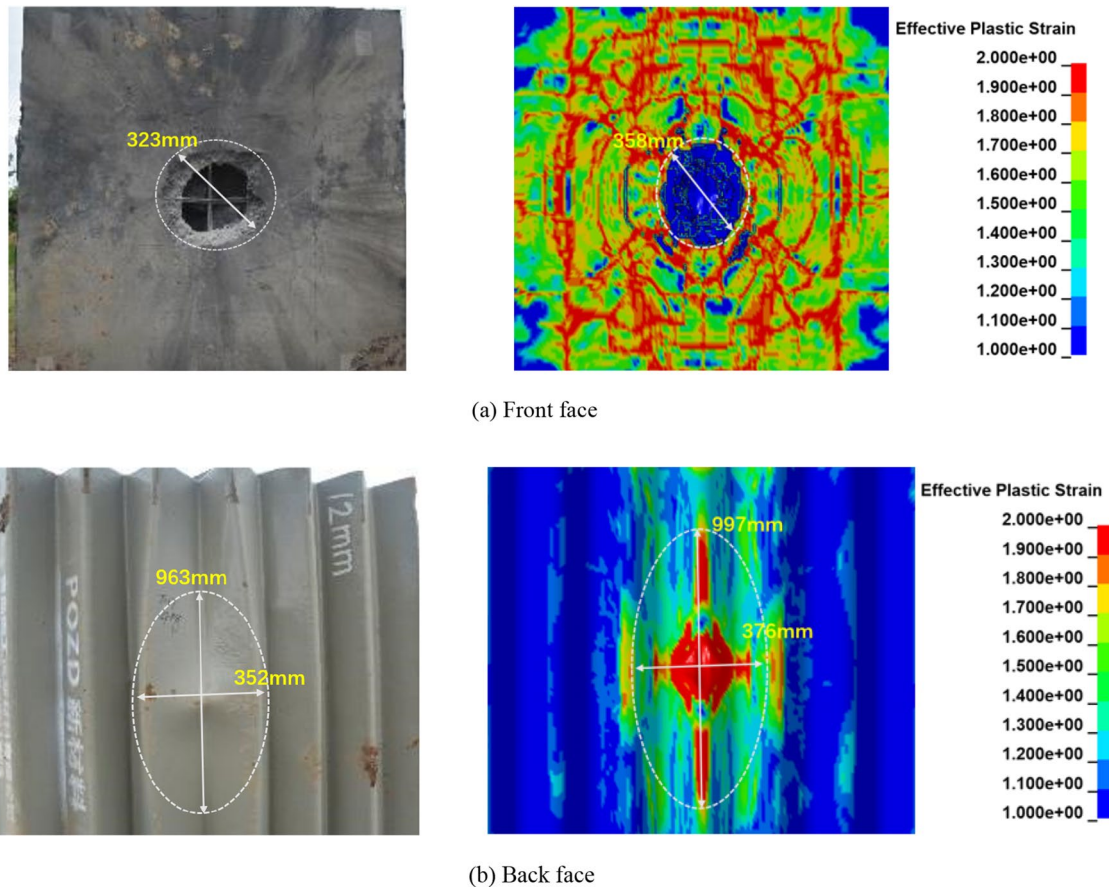 323mm
358mm
Effective Plastic Strain
2.000e+00
1.900e+00
1.800e+00
1.700e+00
1.600e+00
1.500e+00
1.400e+00
1.300e+00
1.200e+00
1.100e+00
1.000e+00
(a) Front face
963mm
352mm
12mm
POZD 新材料
997mm
376mm
Effective Plastic Strain
2.000e+00
1.900e+00
1.800e+00
1.700e+00
1.600e+00
1.500e+00
1.400e+00
1.300e+00
1.200e+00
1.100e+00
1.000e+00
(b) Back face